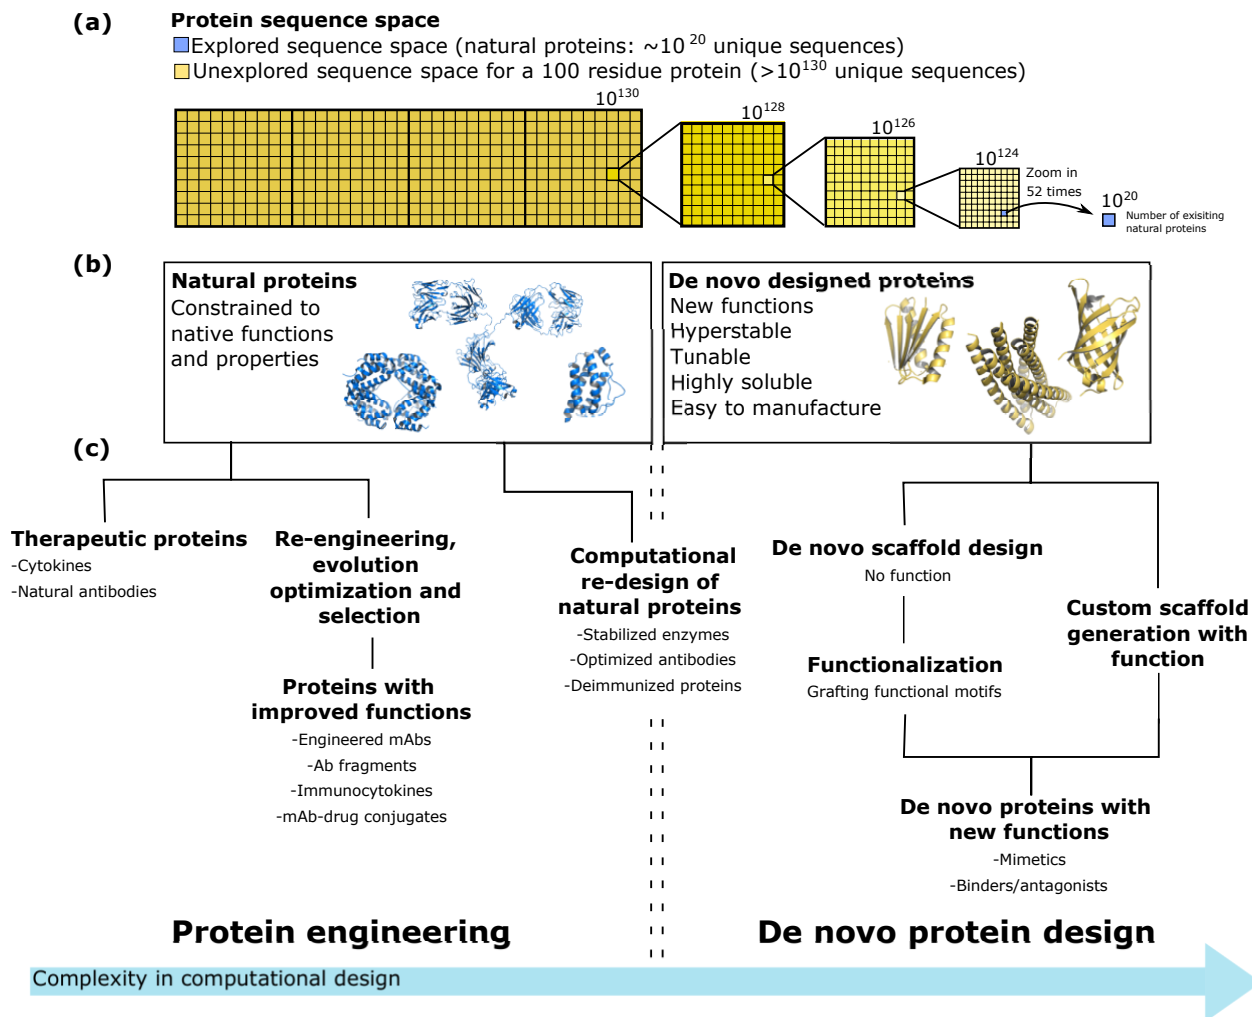 (a)
Protein sequence space
Explored sequence space (natural proteins: ~10²⁰ unique sequences)
Unexplored sequence space for a 100 residue protein (>10¹³⁰ unique sequences)
10¹³⁰
10¹²⁸
10¹²⁶
10¹²⁴
Zoom in
52 times
10²⁰
Number of exisiting
natural proteins
(b)
Natural proteins
Constrained to
native functions
and properties
De novo designed proteins
New functions
Hyperstable
Tunable
Highly soluble
Easy to manufacture
(c)
Therapeutic proteins
-Cytokines
-Natural antibodies
Re-engineering,
evolution
optimization and
selection
Proteins with
improved functions
-Engineered mAbs
-Ab fragments
-Immunocytokines
-mAb-drug conjugates
Computational
re-design of
natural proteins
-Stabilized enzymes
-Optimized antibodies
-Deimmunized proteins
De novo scaffold design
No function
Functionalization
Grafting functional motifs
Custom scaffold
generation with
function
De novo proteins with
new functions
-Mimetics
-Binders/antagonists
Protein engineering
De novo protein design
Complexity in computational design